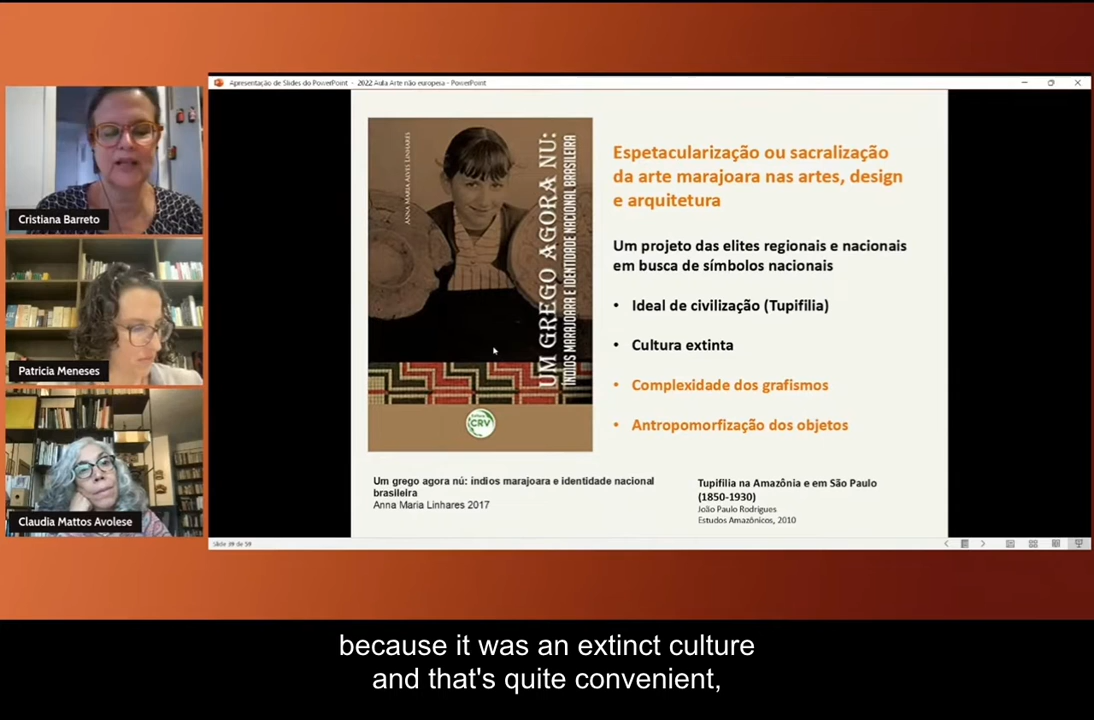 Apresentação de Slides do PowerPoint - 2022 Aula Arte não europeia - PowerPoint
Cristiana Barreto
Patricia Meneses
Claudia Mattos Avolese
ANNA MARIA ALVES LINHARES
UM GREGO AGORA NU:
ÍNDIOS MARAJOARA E IDENTIDADE NACIONAL BRASILEIRA
CRV
Espetacularização ou sacralização
da arte marajoara nas artes, design
e arquitetura
Um projeto das elites regionais e nacionais
em busca de símbolos nacionais
• Ideal de civilização (Tupifilia)
• Cultura extinta
• Complexidade dos grafismos
• Antropomorfização dos objetos
Um grego agora nú: índios marajoara e identidade nacional
brasileira
Anna Maria Linhares 2017
Tupifilia na Amazônia e em São Paulo
(1850-1930)
João Paulo Rodrigues
Estudos Amazônicos, 2010
Slide 39 de 59
because it was an extinct culture
and that's quite convenient,